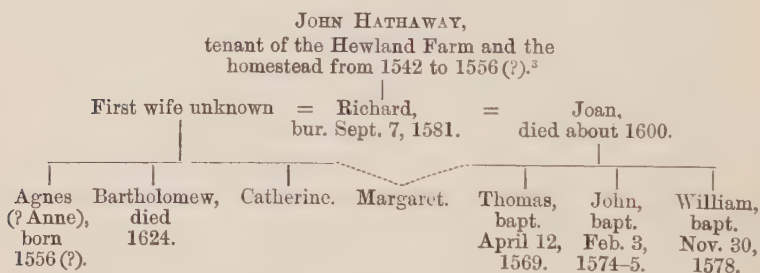 JOHN HATHAWAY,
tenant of the Hewland Farm and the
homestead from 1542 to 1556 (?).³
First wife unknown = Richard, = Joan,
bur. Sept. 7, 1581. died about 1600.
Agnes Bartholomew, Catherine. Margaret. Thomas, John, William,
(? Anne), died bapt. bapt. bapt.
born 1624. April 12, Feb. 3, Nov. 30,
1556 (?). 1569. 1574–5. 1578.